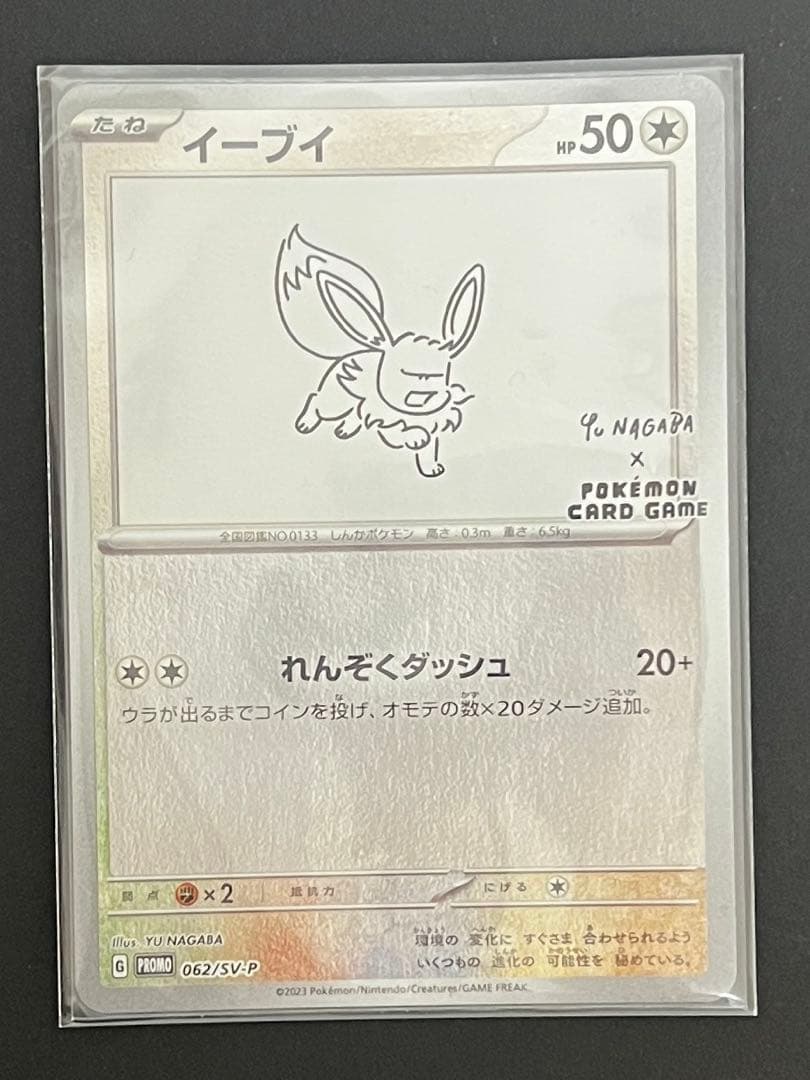 たね
イーブイ
HP 50
Yu NAGABA
×
POKÉMON
CARD GAME
全国図鑑NO.0133 しんかポケモン 高さ:0.3m 重さ:6.5kg
れんぞくダッシュ 20+
ウラが出るまでコインを投げ、オモテの数×20ダメージ追加。
弱点 ×2 抵抗力 にげる
Illus. YU NAGABA
環境の 変化に すぐさま 合わせられるよう
いくつもの 進化の 可能性を 秘めている。
G PROMO 062/SV-P
©2023 Pokémon/Nintendo/Creatures/GAME FREAK